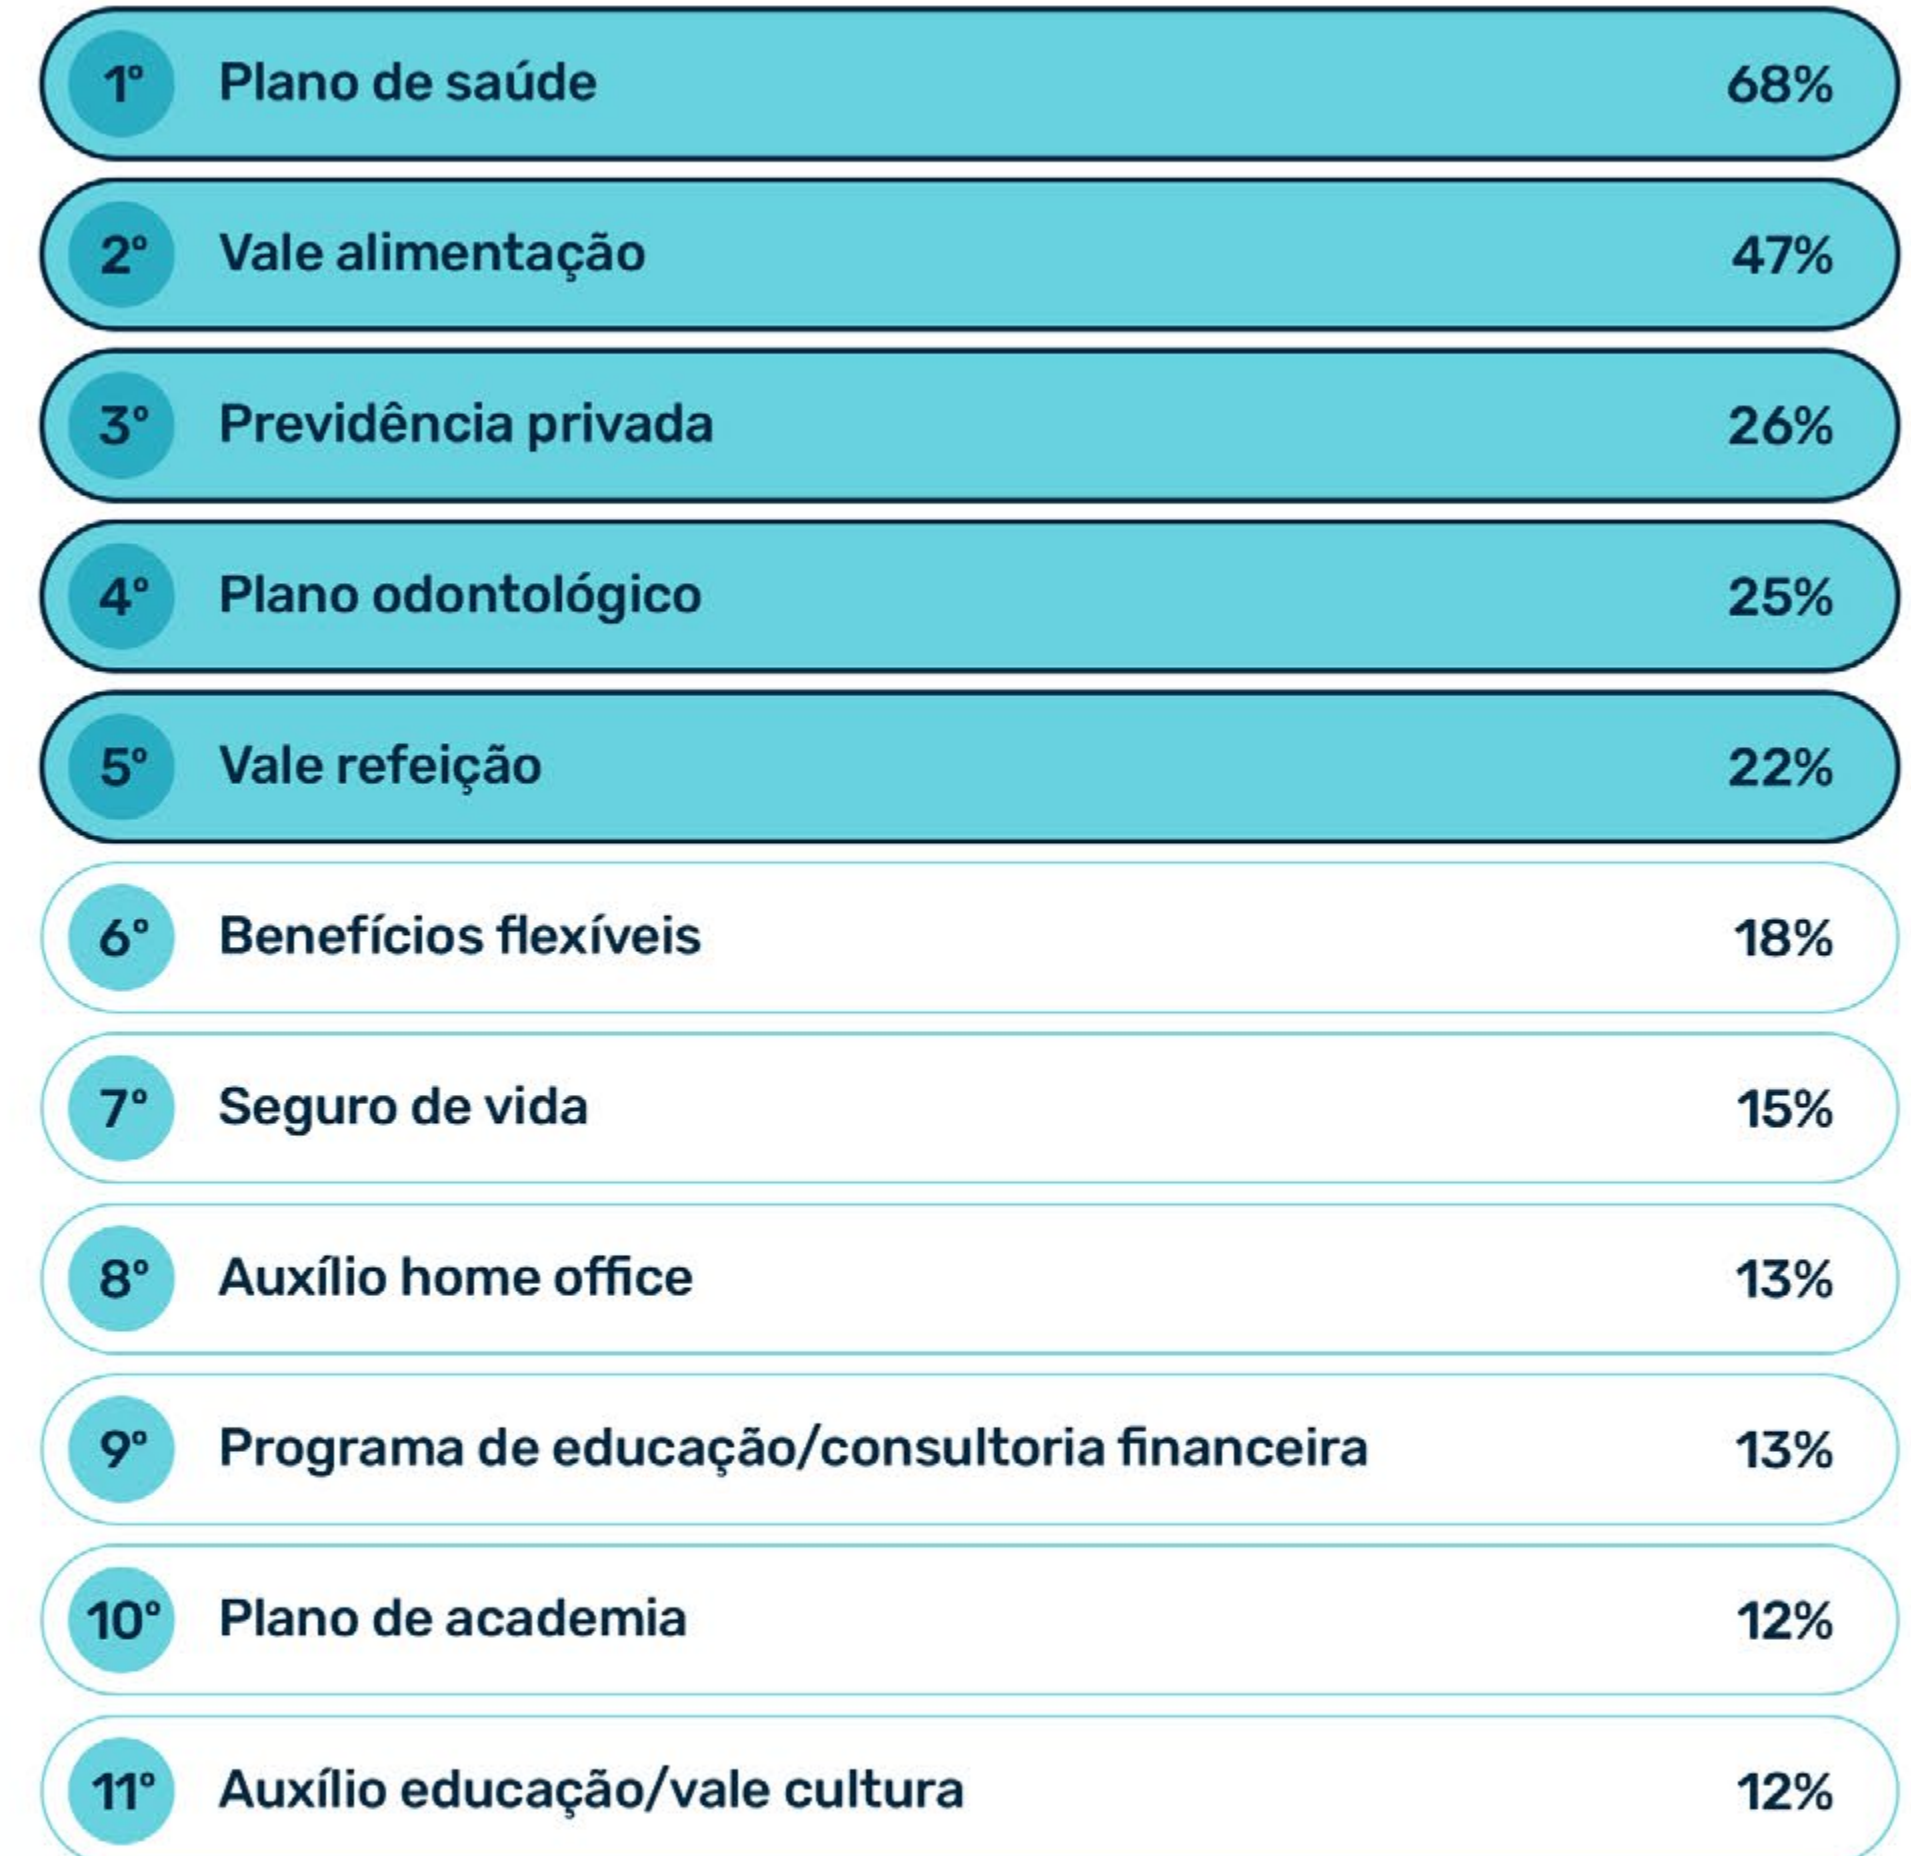 1º Plano de saúde 68%
2º Vale alimentação 47%
3º Previdência privada 26%
4º Plano odontológico 25%
5º Vale refeição 22%
6º Benefícios flexíveis 18%
7º Seguro de vida 15%
8º Auxílio home office 13%
9º Programa de educação/consultoria financeira 13%
10º Plano de academia 12%
11º Auxílio educação/vale cultura 12%